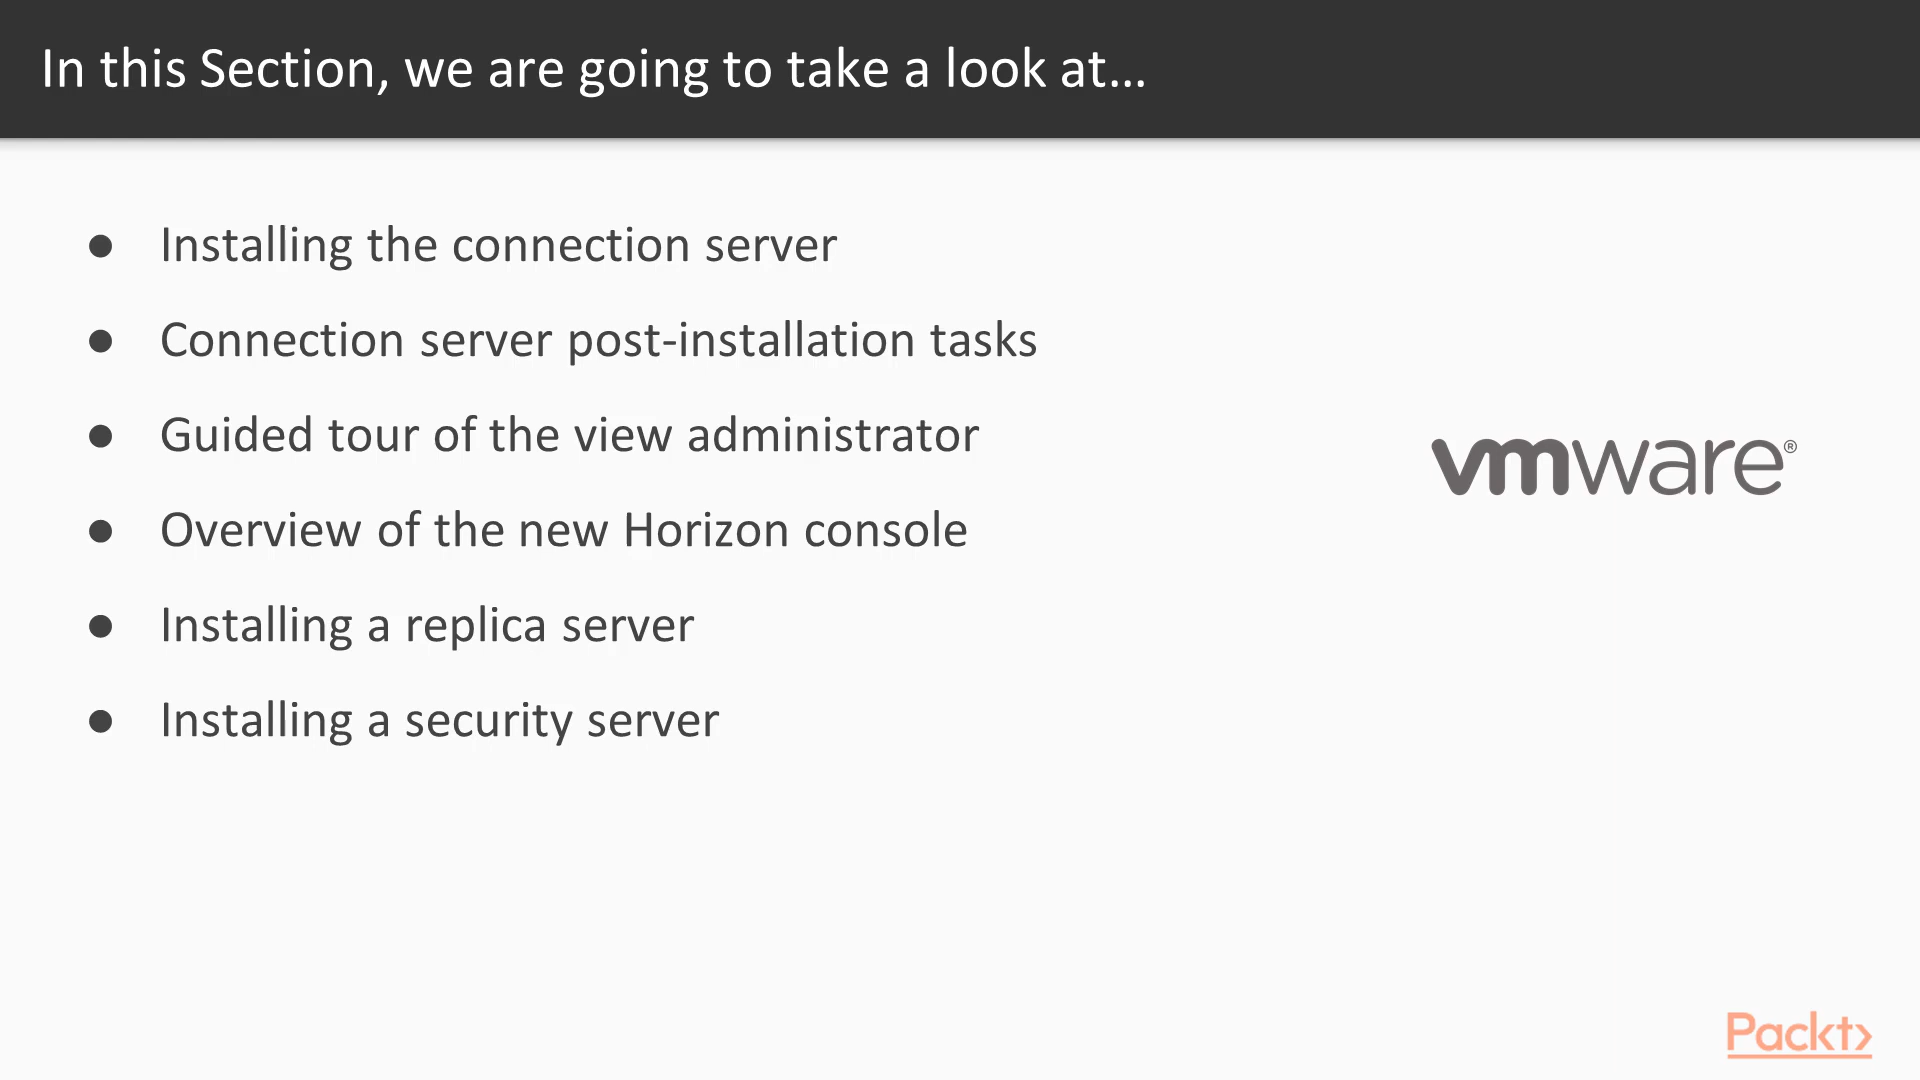 In this Section, we are going to take a look at...
● Installing the connection server
● Connection server post-installation tasks
● Guided tour of the view administrator
● Overview of the new Horizon console
● Installing a replica server
● Installing a security server
vmware®
Packt>